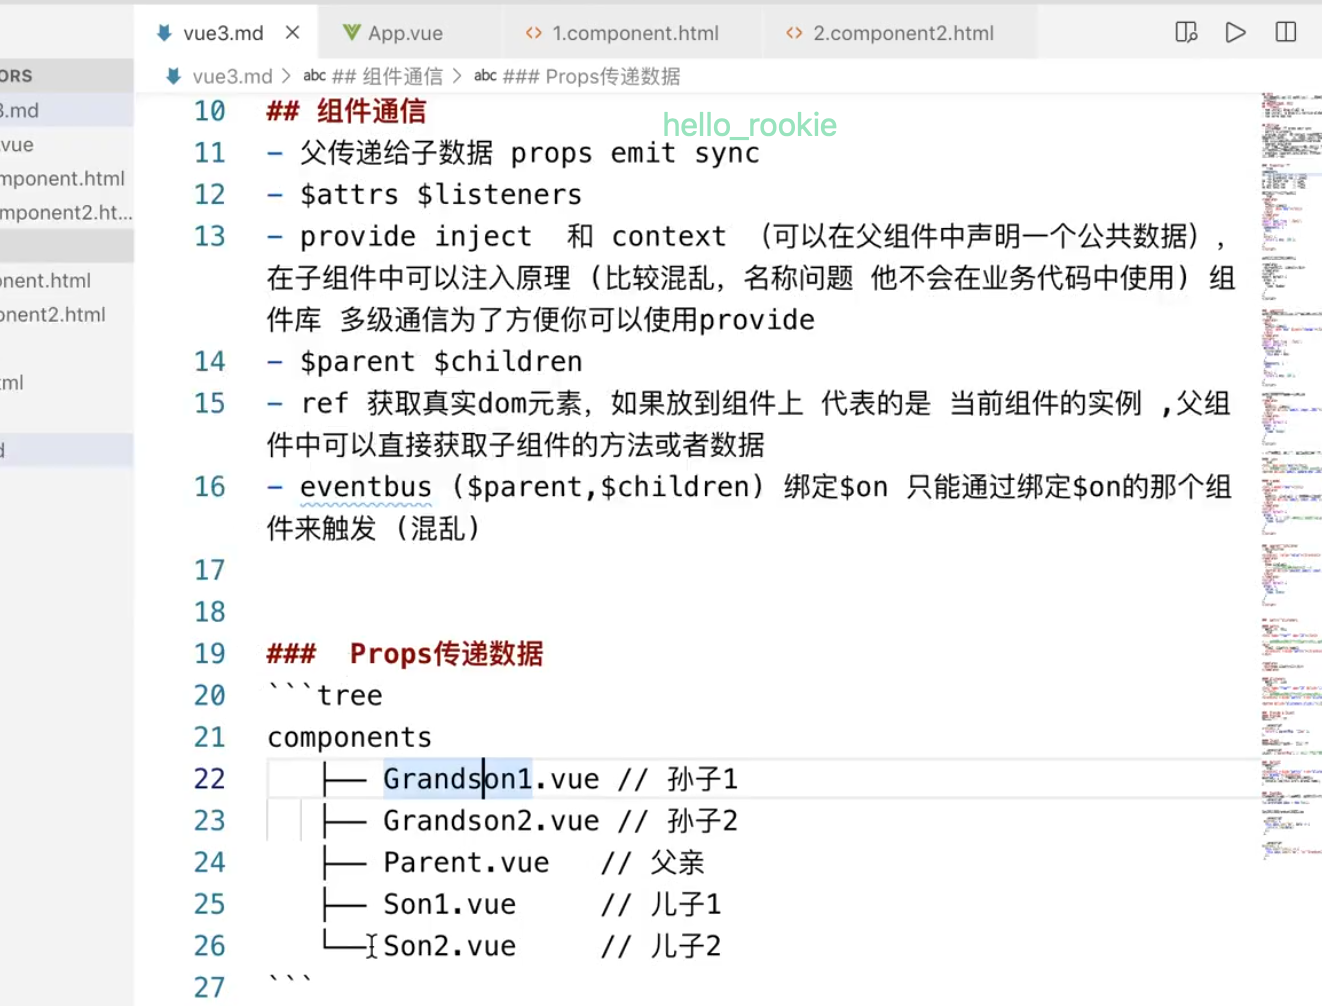 vue3.md
App.vue
1.component.html
2.component2.html
ORS
vue3.md > abc ## 组件通信 > abc ### Props传递数据
3.md
.vue
mponent.html
mponent2.ht...
onent.html
onent2.html
tml
d
hello_rookie
10 ## 组件通信
11 - 父传递给子数据 props emit sync
12 - $attrs $listeners
13 - provide inject  和 context （可以在父组件中声明一个公共数据），
在子组件中可以注入原理（比较混乱，名称问题 他不会在业务代码中使用）组
件库 多级通信为了方便你可以使用provide
14 - $parent $children
15 - ref 获取真实dom元素，如果放到组件上 代表的是 当前组件的实例 ,父组
件中可以直接获取子组件的方法或者数据
16 - eventbus（$parent,$children）绑定$on 只能通过绑定$on的那个组
件来触发（混乱）
17
18
19 ###  Props传递数据
20 ```tree
21 components
22 ├── Grandson1.vue // 孙子1
23 ├── Grandson2.vue // 孙子2
24 ├── Parent.vue   // 父亲
25 ├── Son1.vue     // 儿子1
26 └── Son2.vue     // 儿子2
27 ```